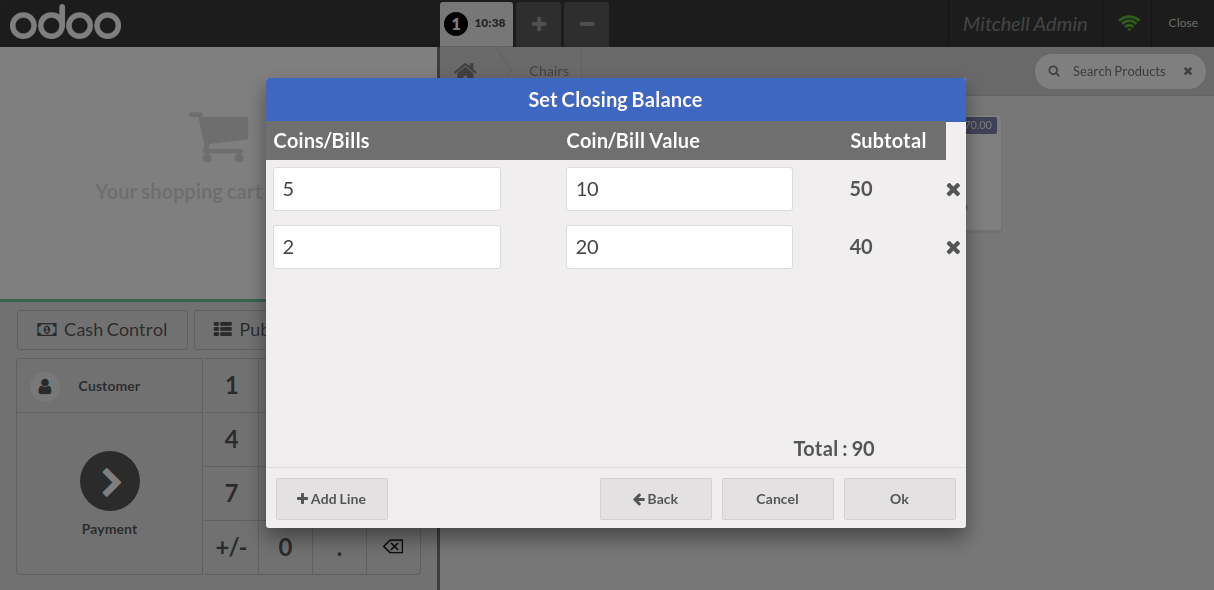 odoo
1 10:38
Mitchell Admin
Close
Chairs
Search Products
Your shopping cart
70.00
Set Closing Balance
Coins/Bills Coin/Bill Value Subtotal
5 10 50
2 20 40
Total : 90
+ Add Line
Back
Cancel
Ok
Cash Control
Pub
Customer
1
4
7
Payment
+/- 0 .